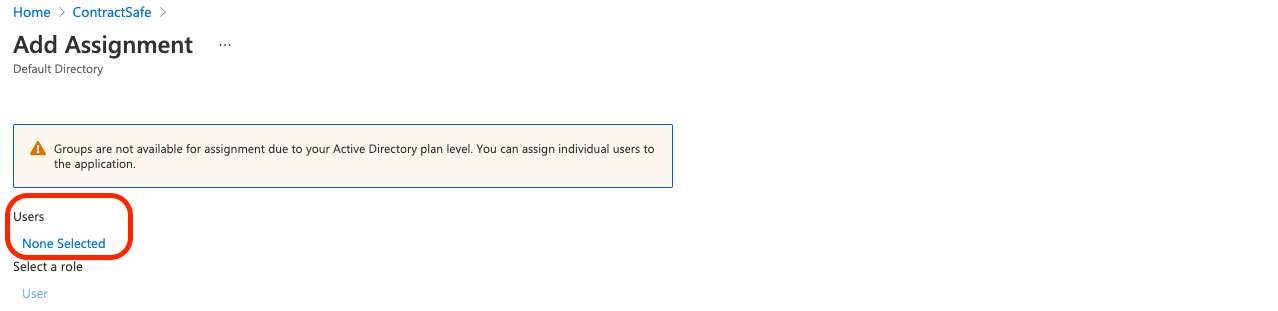 Home > ContractSafe >
Add Assignment ...
Default Directory
Groups are not available for assignment due to your Active Directory plan level. You can assign individual users to
the application.
Users
None Selected
Select a role
User